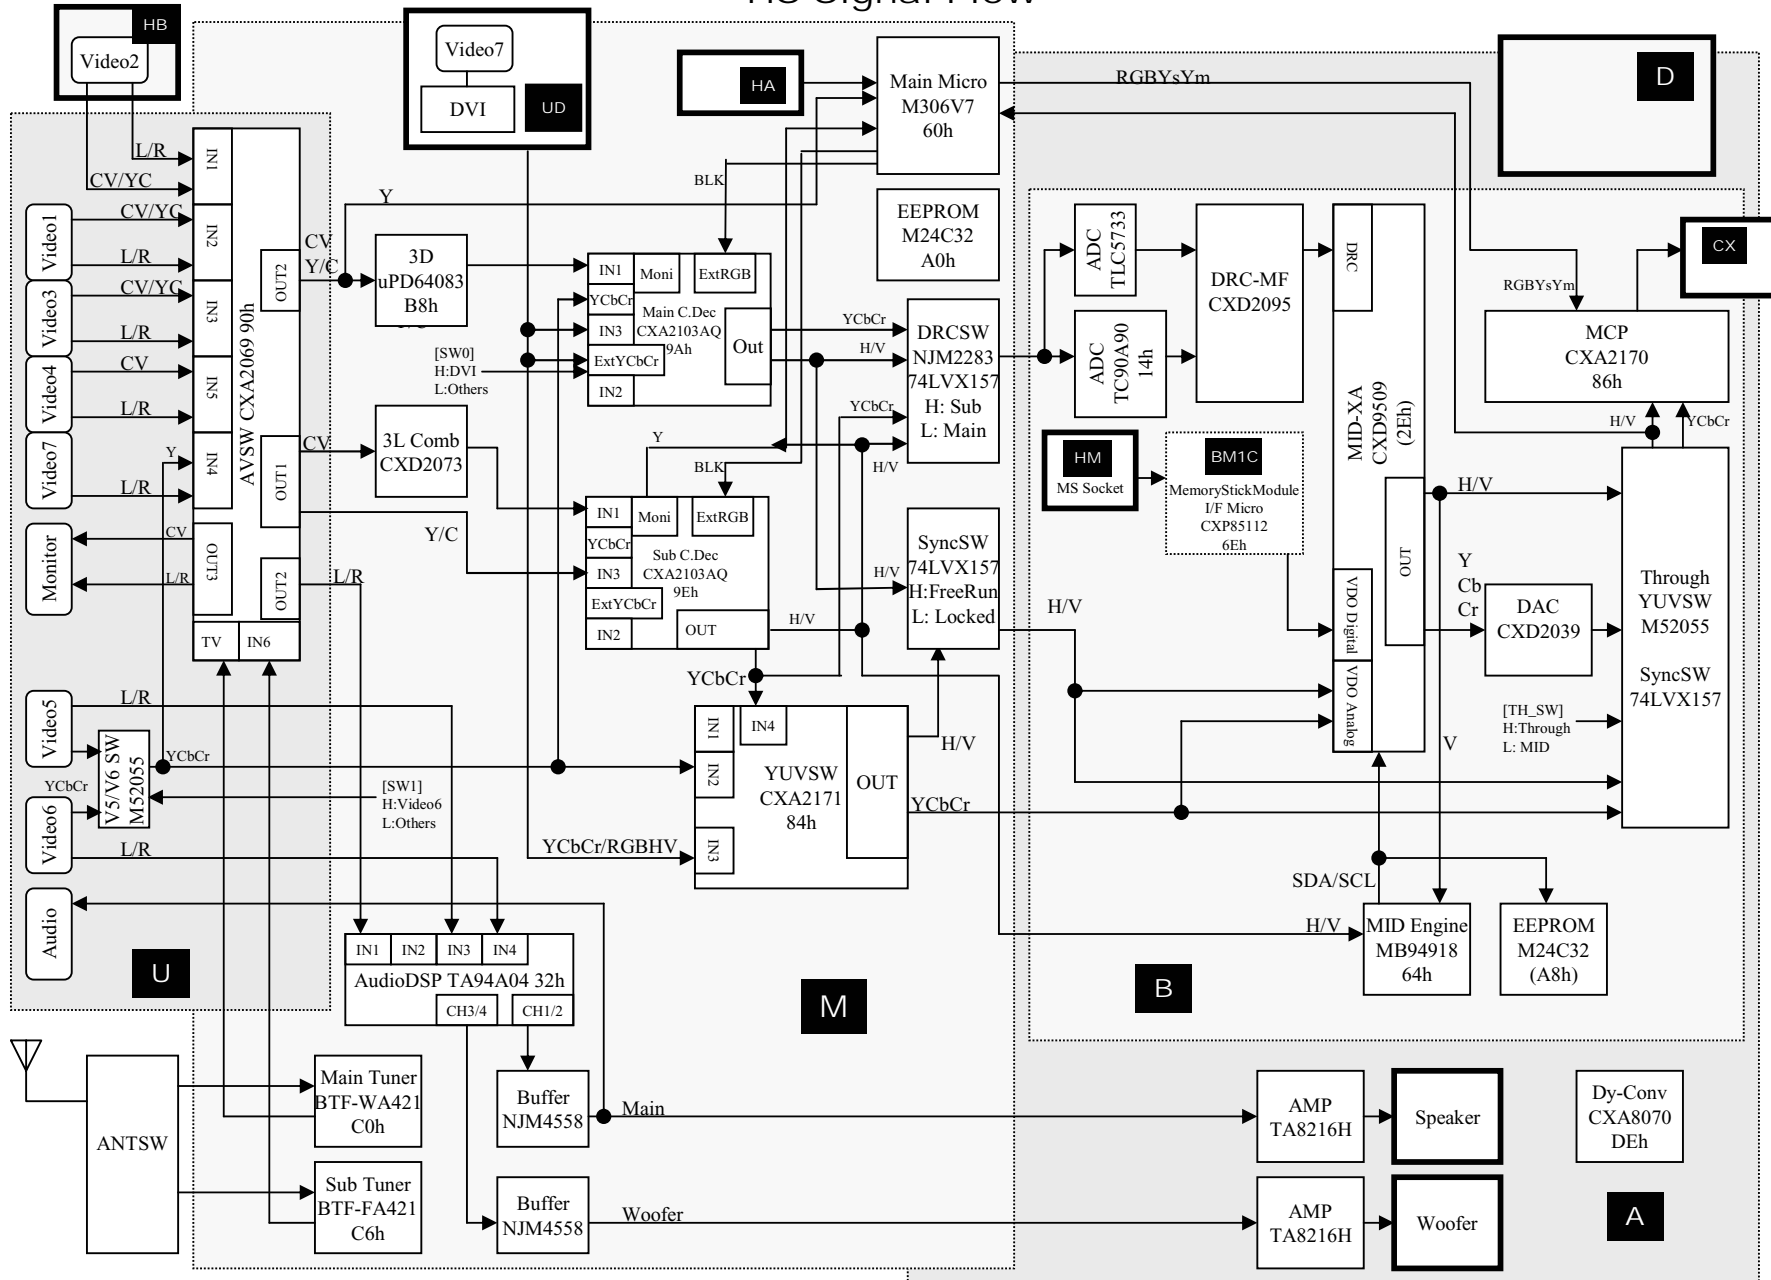 HS Signal Flow
HB
Video2
Video7
DVI
UD
HA
Main Micro
M306V7
60h
RGBYsYm
D
L/R
CV/YC
IN1
BLK
Y
Video1
CV/YC
L/R
IN2
EEPROM
M24C32
A0h
ADC
TLC5733
DRC-MF
CXD2095
DRC
CX
CV
Y/C
OUT2
3D
uPD64083
B8h
IN1
Moni
ExtRGB
YCbCr
Main C.Dec
CXA2103AQ
9Ah
IN3
ExtYCbCr
IN2
Out
Video3
CV/YC
L/R
IN3
AVSW CXA2069 90h
RGBYsYm
MCP
CXA2170
86h
YCbCr
H/V
DRCSW
NJM2283
74LVX157
H: Sub
L: Main
ADC
TC90A90
14h
MID-XA
CXD9509
(2Eh)
[SW0]
H:DVI
L:Others
Video4
CV
L/R
IN5
YCbCr
H/V
YCbCr
3L Comb
CXD2073
CV
OUT1
Y
H/V
BLK
HM
MS Socket
BM1C
MemoryStickModule
I/F Micro
CXP85112
6Eh
Video7
Y
L/R
IN4
H/V
IN1
Moni
ExtRGB
YCbCr
Sub C.Dec
CXA2103AQ
9Eh
IN3
ExtYCbCr
IN2
OUT
Y/C
SyncSW
74LVX157
H:FreeRun
L: Locked
OUT
Monitor
CV
L/R
OUT3
OUT2
L/R
H/V
H/V
H/V
Y
Cb
Cr
DAC
CXD2039
Through
YUVSW
M52055
SyncSW
74LVX157
TV
IN6
VDO Digital
VDO Analog
YCbCr
Video5
L/R
V5/V6 SW
M52055
YCbCr
YCbCr
IN1
IN4
IN2
YUVSW
CXA2171
84h
OUT
IN3
H/V
YCbCr
[TH_SW]
H:Through
L: MID
V
[SW1]
H:Video6
L:Others
Video6
L/R
YCbCr/RGBHV
SDA/SCL
Audio
IN1
IN2
IN3
IN4
AudioDSP TA94A04 32h
CH3/4
CH1/2
H/V
MID Engine
MB94918
64h
EEPROM
M24C32
(A8h)
U
M
B
ANTSW
Main Tuner
BTF-WA421
C0h
Buffer
NJM4558
Main
AMP
TA8216H
Speaker
Dy-Conv
CXA8070
DEh
Sub Tuner
BTF-FA421
C6h
Buffer
NJM4558
Woofer
AMP
TA8216H
Woofer
A